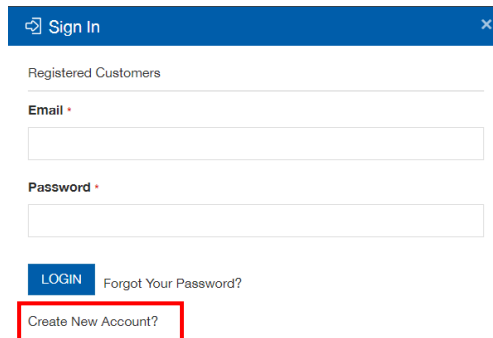 Sign In ×
Registered Customers
Email *
Password *
LOGIN Forgot Your Password?
Create New Account?